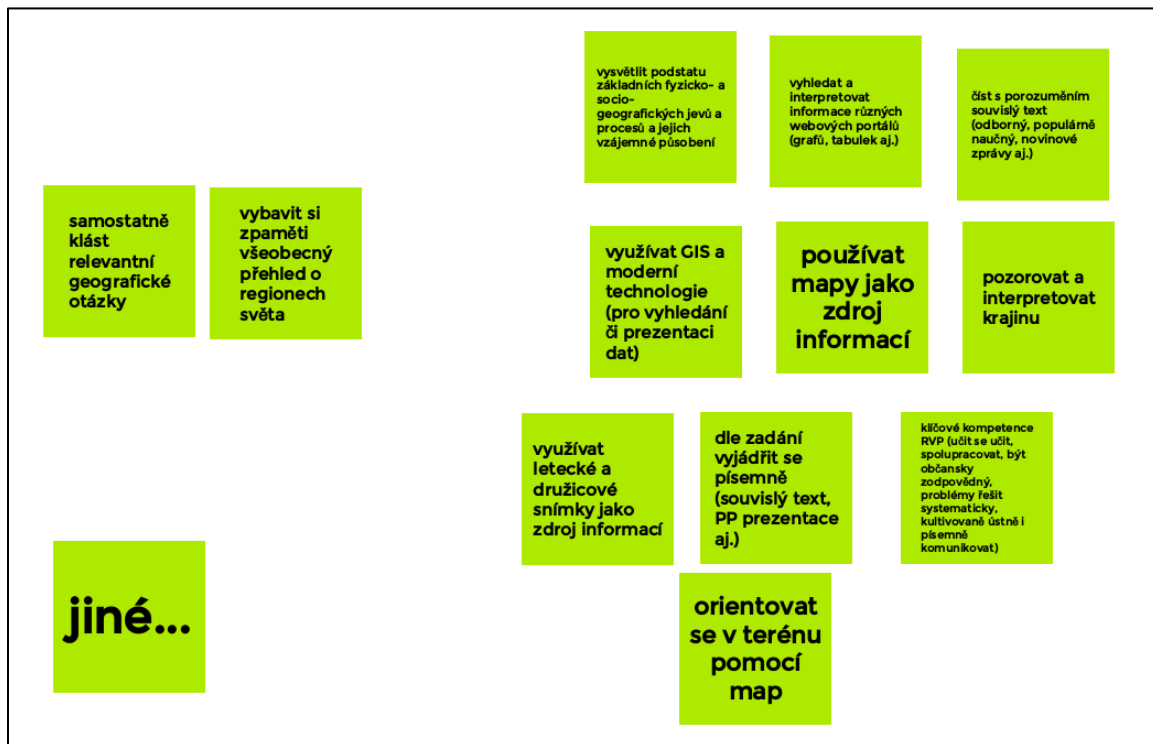 vysvětlit podstatu
základních fyzicko- a
socio-
geografických jevů a
procesů a jejich
vzájemné působení
vyhledat a
interpretovat
informace různých
webových portálů
(grafů, tabulek aj.)
číst s porozuměním
souvislý text
(odborný, populárně
naučný, novinové
zprávy aj.)
samostatně
klást
relevantní
geografické
otázky
vybavit si
zpaměti
všeobecný
přehled o
regionech
světa
využívat GIS a
moderní
technologie
(pro vyhledání
či prezentaci
dat)
používat
mapy jako
zdroj
informací
pozorovat a
interpretovat
krajinu
využívat
letecké a
družicové
snímky jako
zdroj informací
dle zadání
vyjádřit se
písemně
(souvislý text,
PP prezentace
aj.)
klíčové kompetence
RVP (učit se učit,
spolupracovat, být
občansky
zodpovědný,
problémy řešit
systematicky,
kultivovaně ústně i
písemně
komunikovat)
jiné...
orientovat
se v terénu
pomocí
map